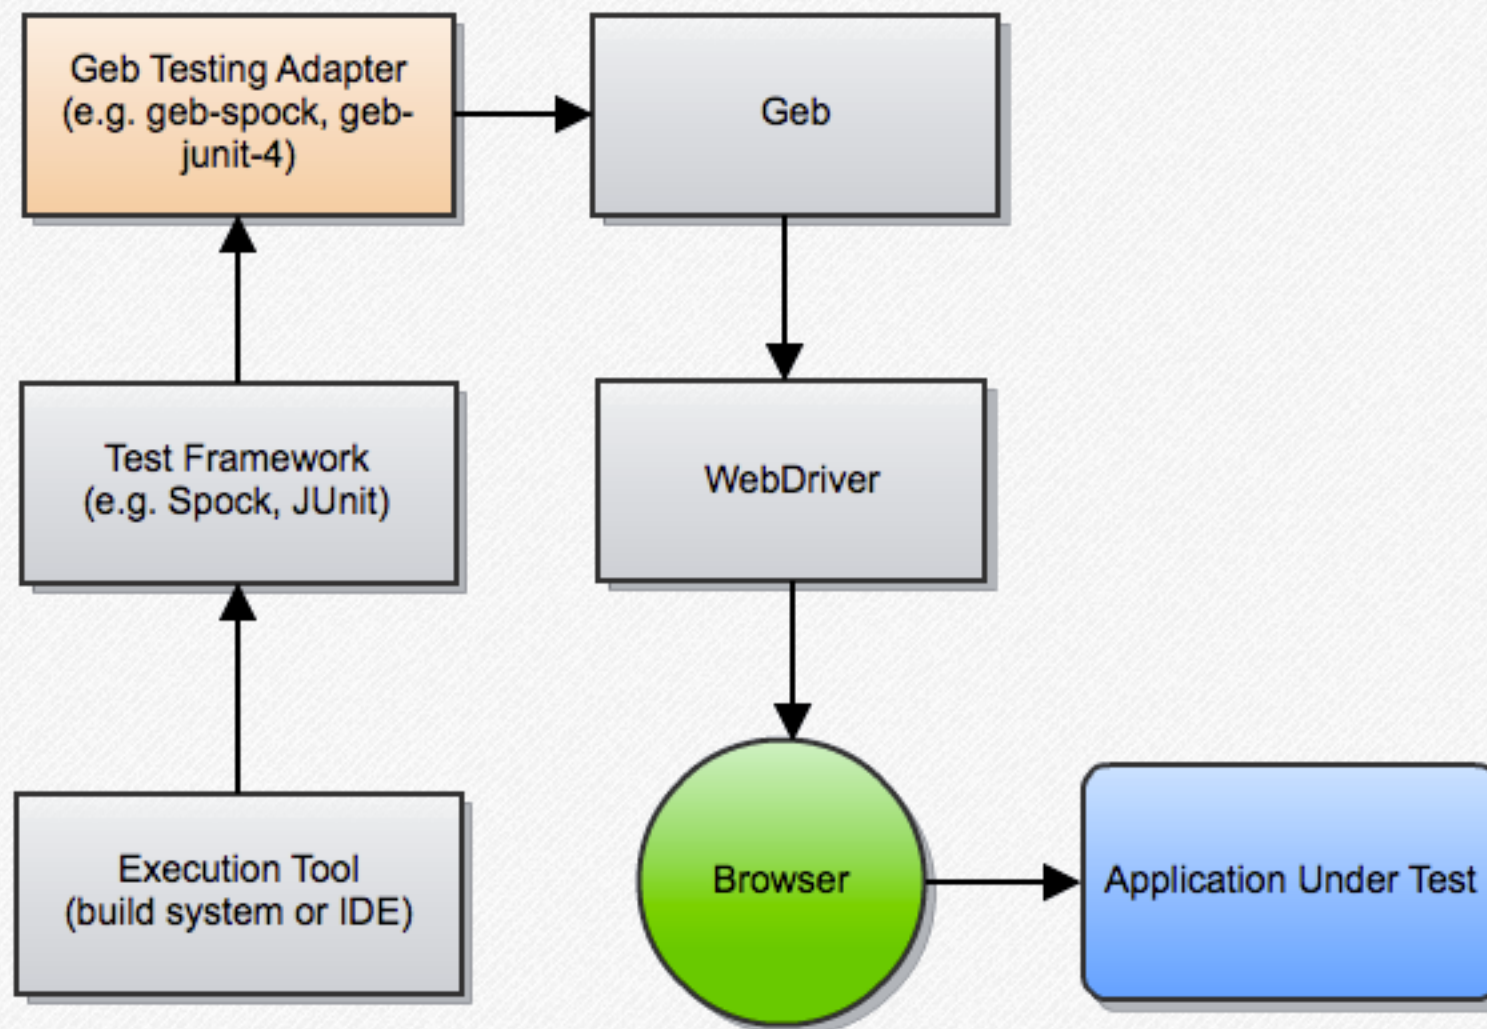 Geb Testing Adapter
(e.g. geb-spock, geb-
junit-4)
Geb
Test Framework
(e.g. Spock, JUnit)
WebDriver
Execution Tool
(build system or IDE)
Browser
Application Under Test